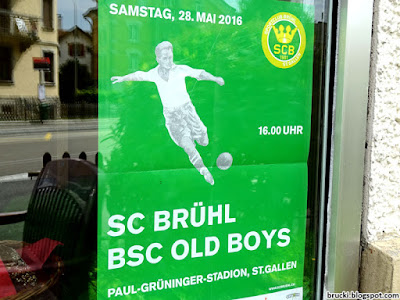 SAMSTAG, 28. MAI 2016
SCB
16.00 UHR
SC BRÜHL
BSC OLD BOYS
PAUL-GRÜNINGER-STADION, ST.GALLEN
brucki.blogspot.com